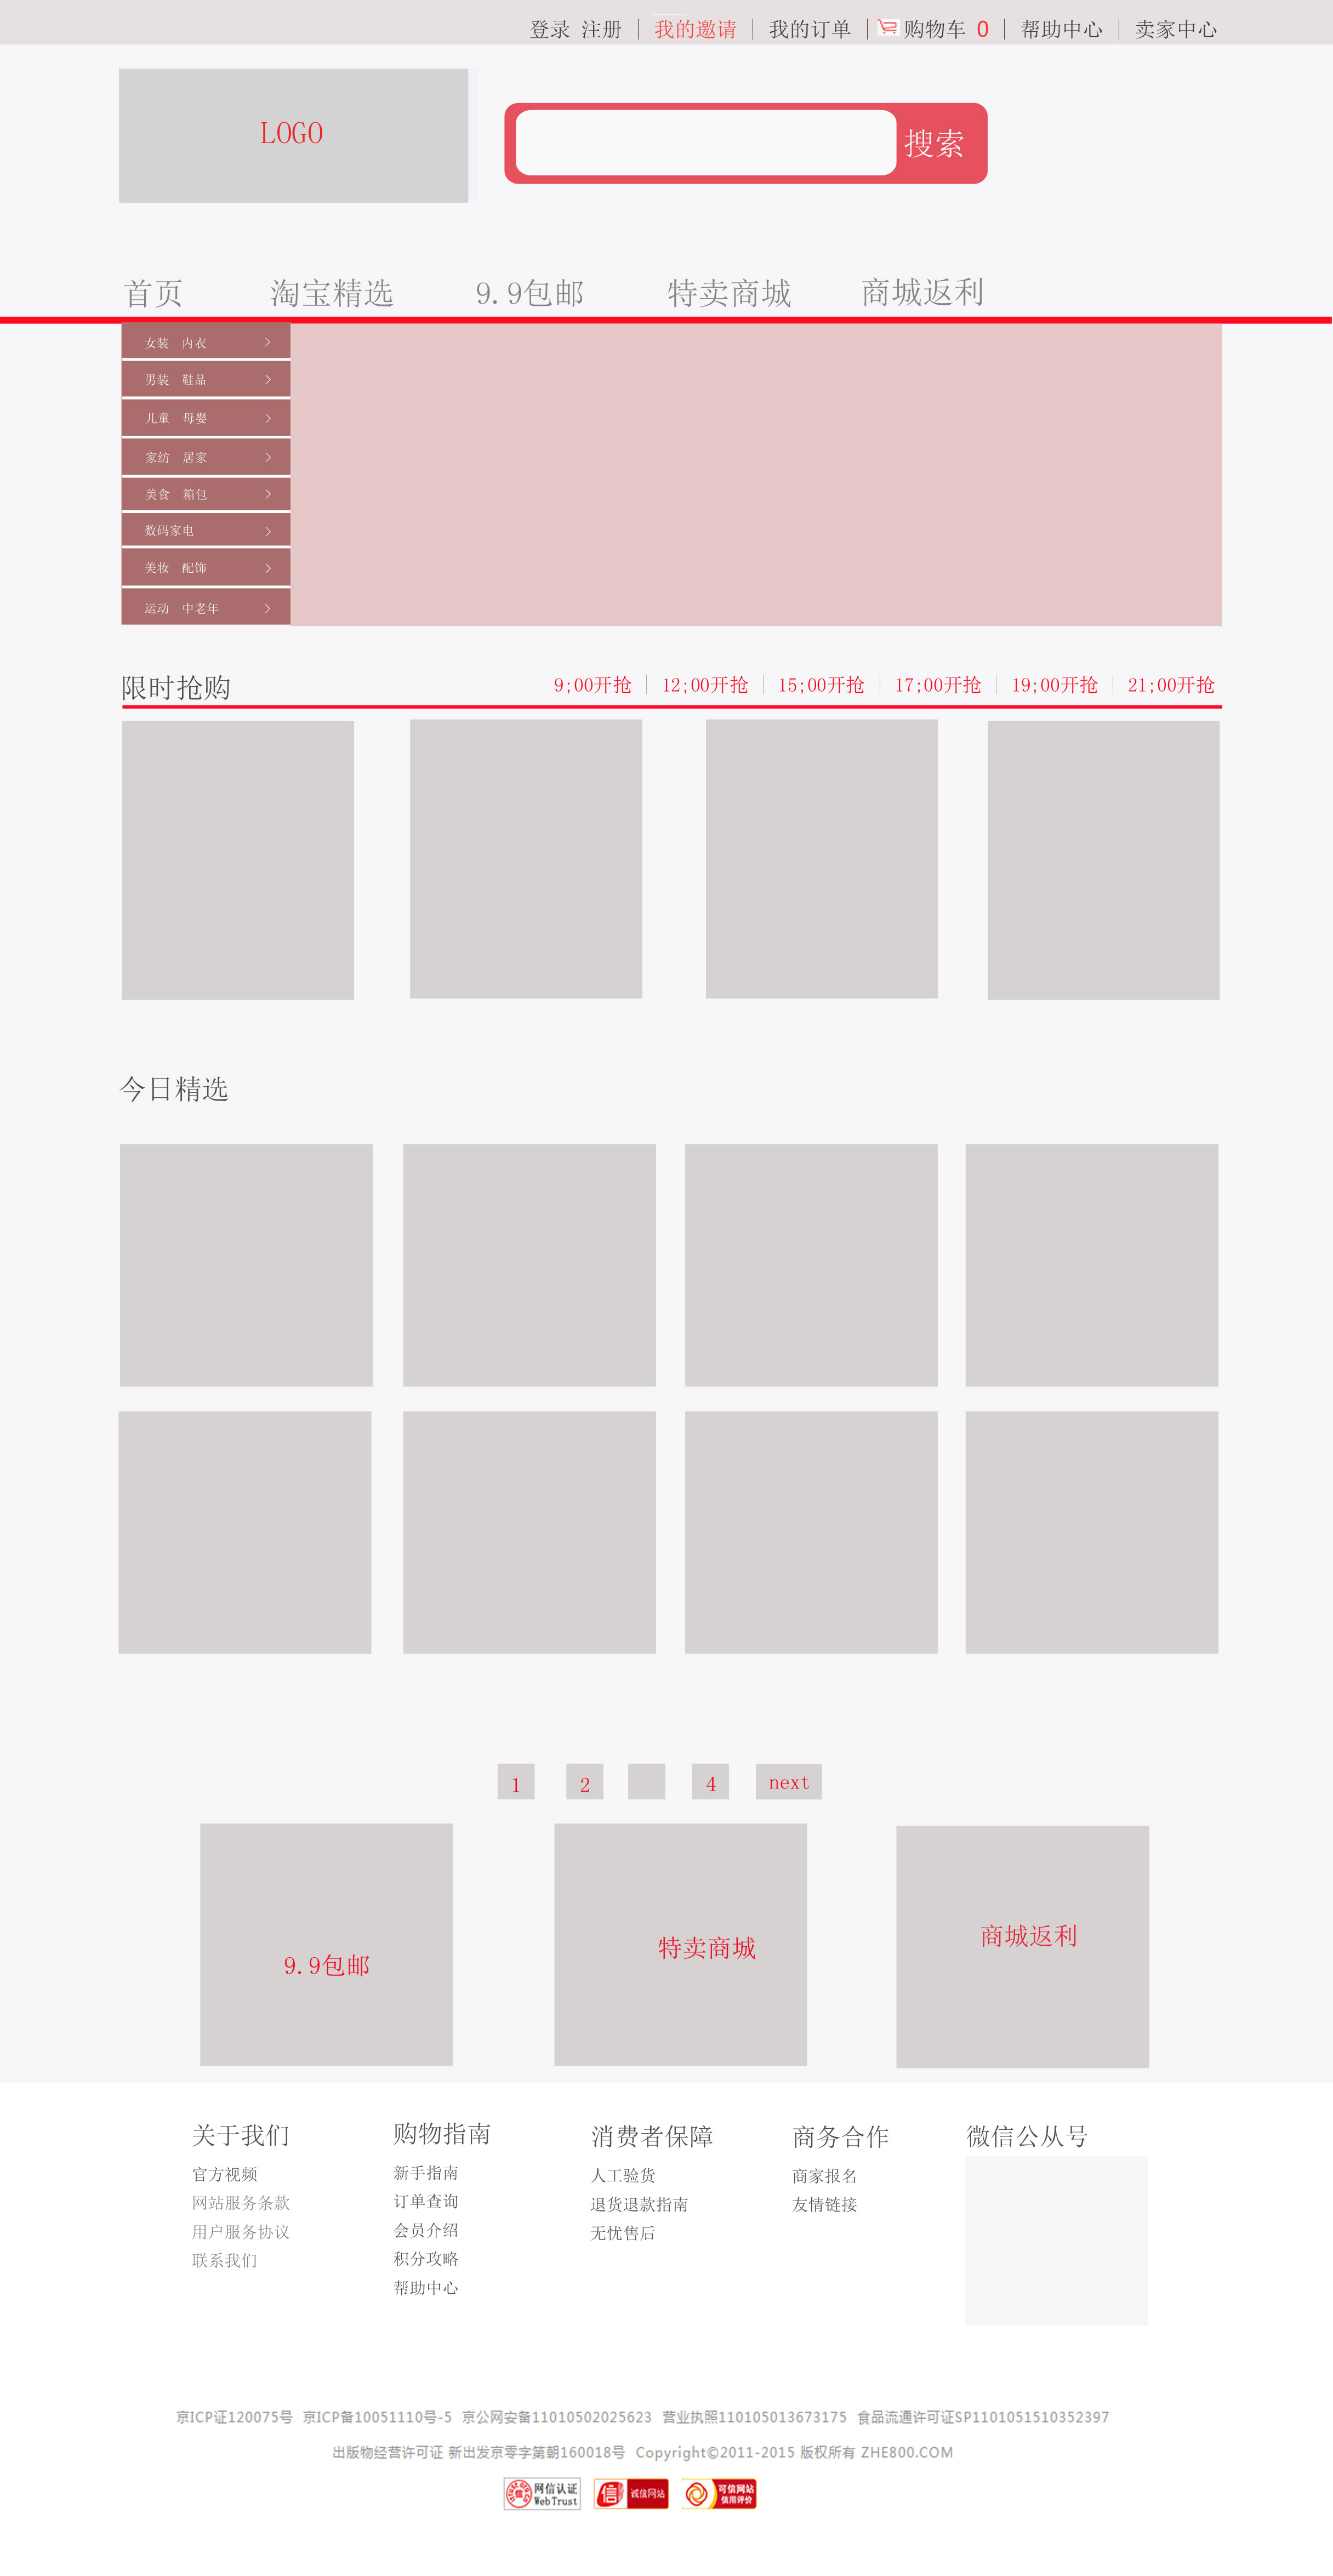 登录 注册 我的邀请 我的订单 购物车 0 帮助中心 卖家中心
LOGO
搜索
首页 淘宝精选 9.9包邮 特卖商城 商城返利
女装 内衣
男装 鞋品
儿童 母婴
家纺 居家
美食 箱包
数码家电
美妆 配饰
运动 中老年
限时抢购 9;00开抢 12;00开抢 15;00开抢 17;00开抢 19;00开抢 21;00开抢
今日精选
1 2 4 next
9.9包邮 特卖商城 商城返利
关于我们
官方视频
网站服务条款
用户服务协议
联系我们
购物指南
新手指南
订单查询
会员介绍
积分攻略
帮助中心
消费者保障
人工验货
退货退款指南
无忧售后
商务合作
商家报名
友情链接
微信公从号
京ICP证120075号 京ICP备10051110号-5 京公网安备11010502025623 营业执照110105013673175 食品流通许可证SP1101051510352397
出版物经营许可证 新出发京零字第朝160018号 Copyright©2011-2015 版权所有 ZHE800.COM
网信认证
WebTrust
信 诚信网站
可信网站
信用评价